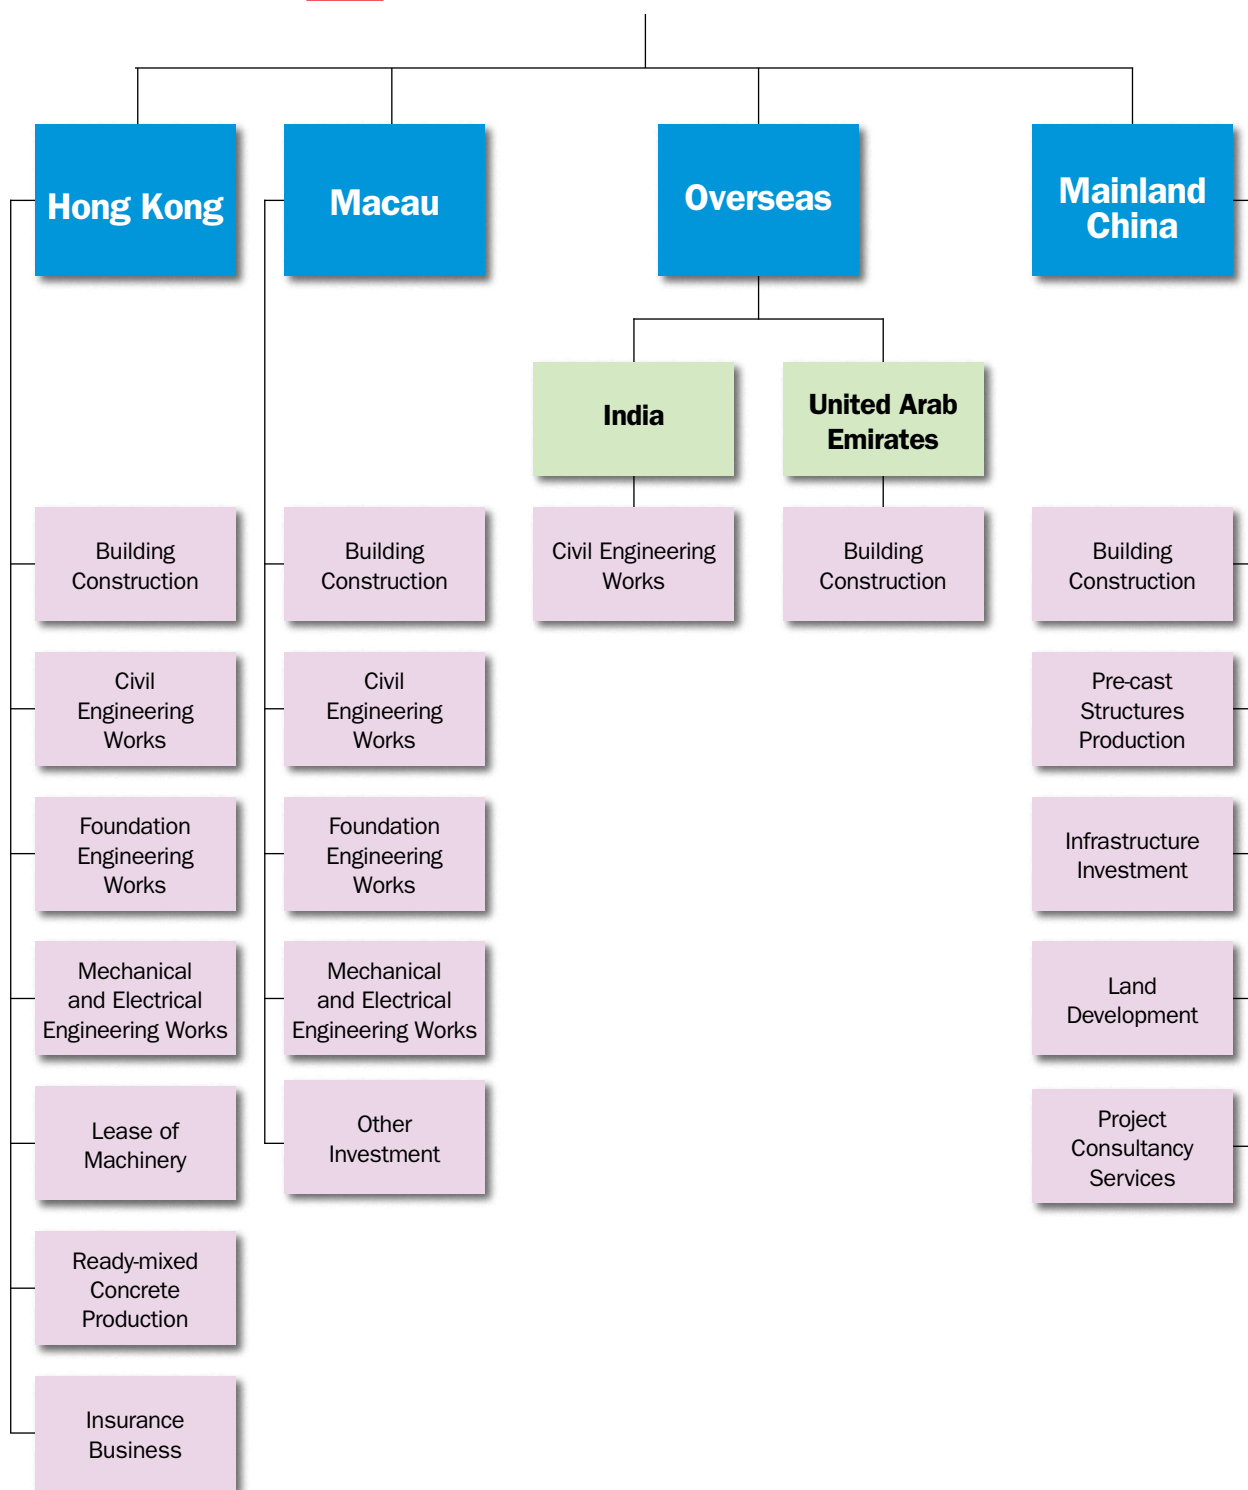 Hong Kong
Macau
Overseas
Mainland
China
India
United Arab
Emirates
Building
Construction
Building
Construction
Civil Engineering
Works
Building
Construction
Building
Construction
Civil
Engineering
Works
Civil
Engineering
Works
Pre-cast
Structures
Production
Foundation
Engineering
Works
Foundation
Engineering
Works
Infrastructure
Investment
Mechanical
and Electrical
Engineering Works
Mechanical
and Electrical
Engineering Works
Land
Development
Lease of
Machinery
Other
Investment
Project
Consultancy
Services
Ready-mixed
Concrete
Production
Insurance
Business